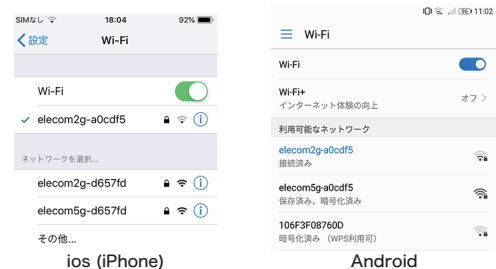 SIMなし 18:04 92%
設定 Wi-Fi
Wi-Fi
elecom2g-a0cdf5
ネットワークを選択...
elecom2g-d657fd
elecom5g-d657fd
その他...
ios (iPhone)
96 11:02
Wi-Fi
Wi-Fi
Wi-Fi+
インターネット体験の向上
オフ
利用可能なネットワーク
elecom2g-a0cdf5
接続済み
elecom5g-a0cdf5
保存済み、暗号化済み
106F3F08760D
暗号化済み （WPS利用可）
Android